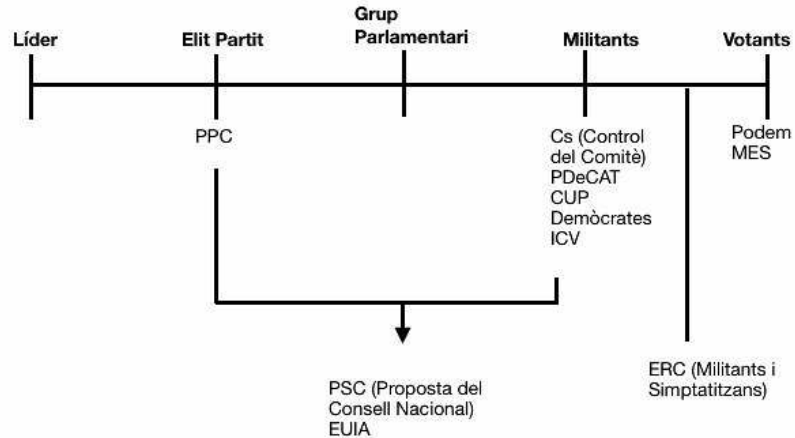 Líder
Elit Partit
Grup
Parlamentari
Militants
Votants
PPC
Cs (Control
del Comitè)
PDeCAT
CUP
Demòcrates
ICV
Podem
MES
PSC (Proposta del
Consell Nacional)
EUIA
ERC (Militants i
Simptatitzans)